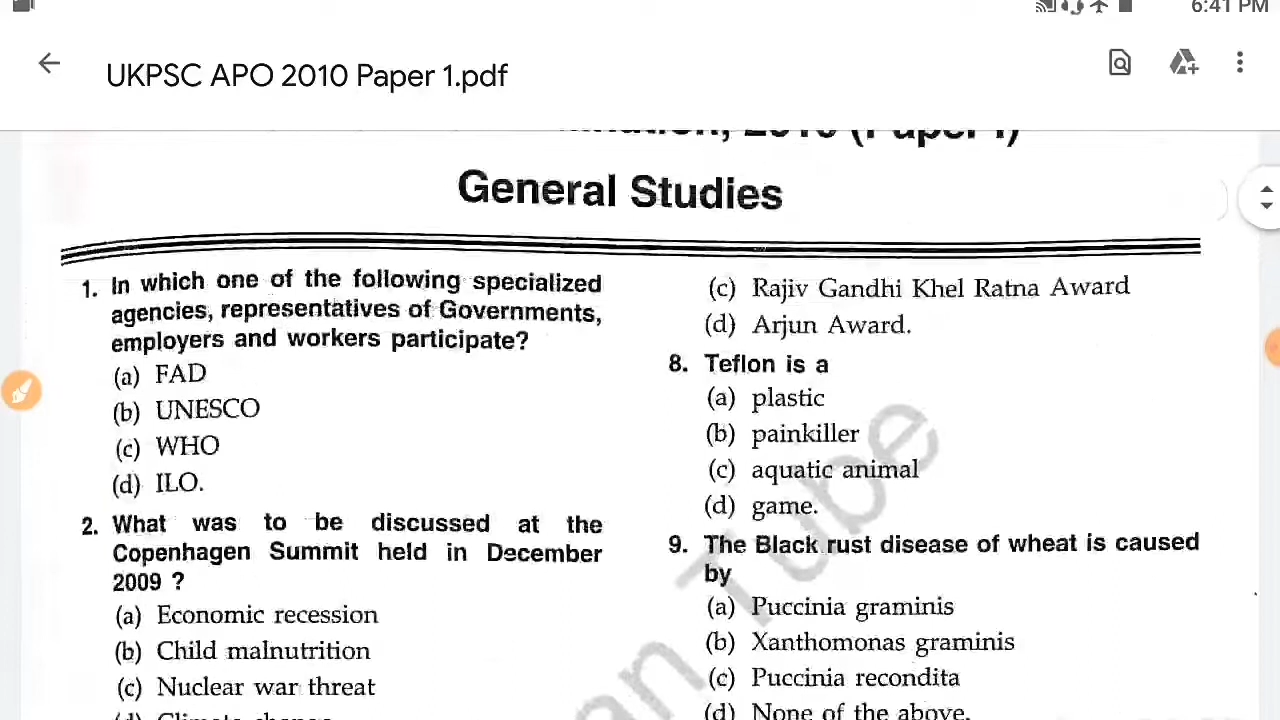 6:41 PM
UKPSC APO 2010 Paper 1.pdf
General Studies
1. In which one of the following specialized
agencies, representatives of Governments,
employers and workers participate?
(a) FAD
(b) UNESCO
(c) WHO
(d) ILO.
2. What was to be discussed at the
Copenhagen Summit held in December
2009 ?
(a) Economic recession
(b) Child malnutrition
(c) Nuclear war threat
(d) Climate change
(c) Rajiv Gandhi Khel Ratna Award
(d) Arjun Award.
8. Teflon is a
(a) plastic
(b) painkiller
(c) aquatic animal
(d) game.
9. The Black rust disease of wheat is caused
by
(a) Puccinia graminis
(b) Xanthomonas graminis
(c) Puccinia recondita
(d) None of the above.
Tube